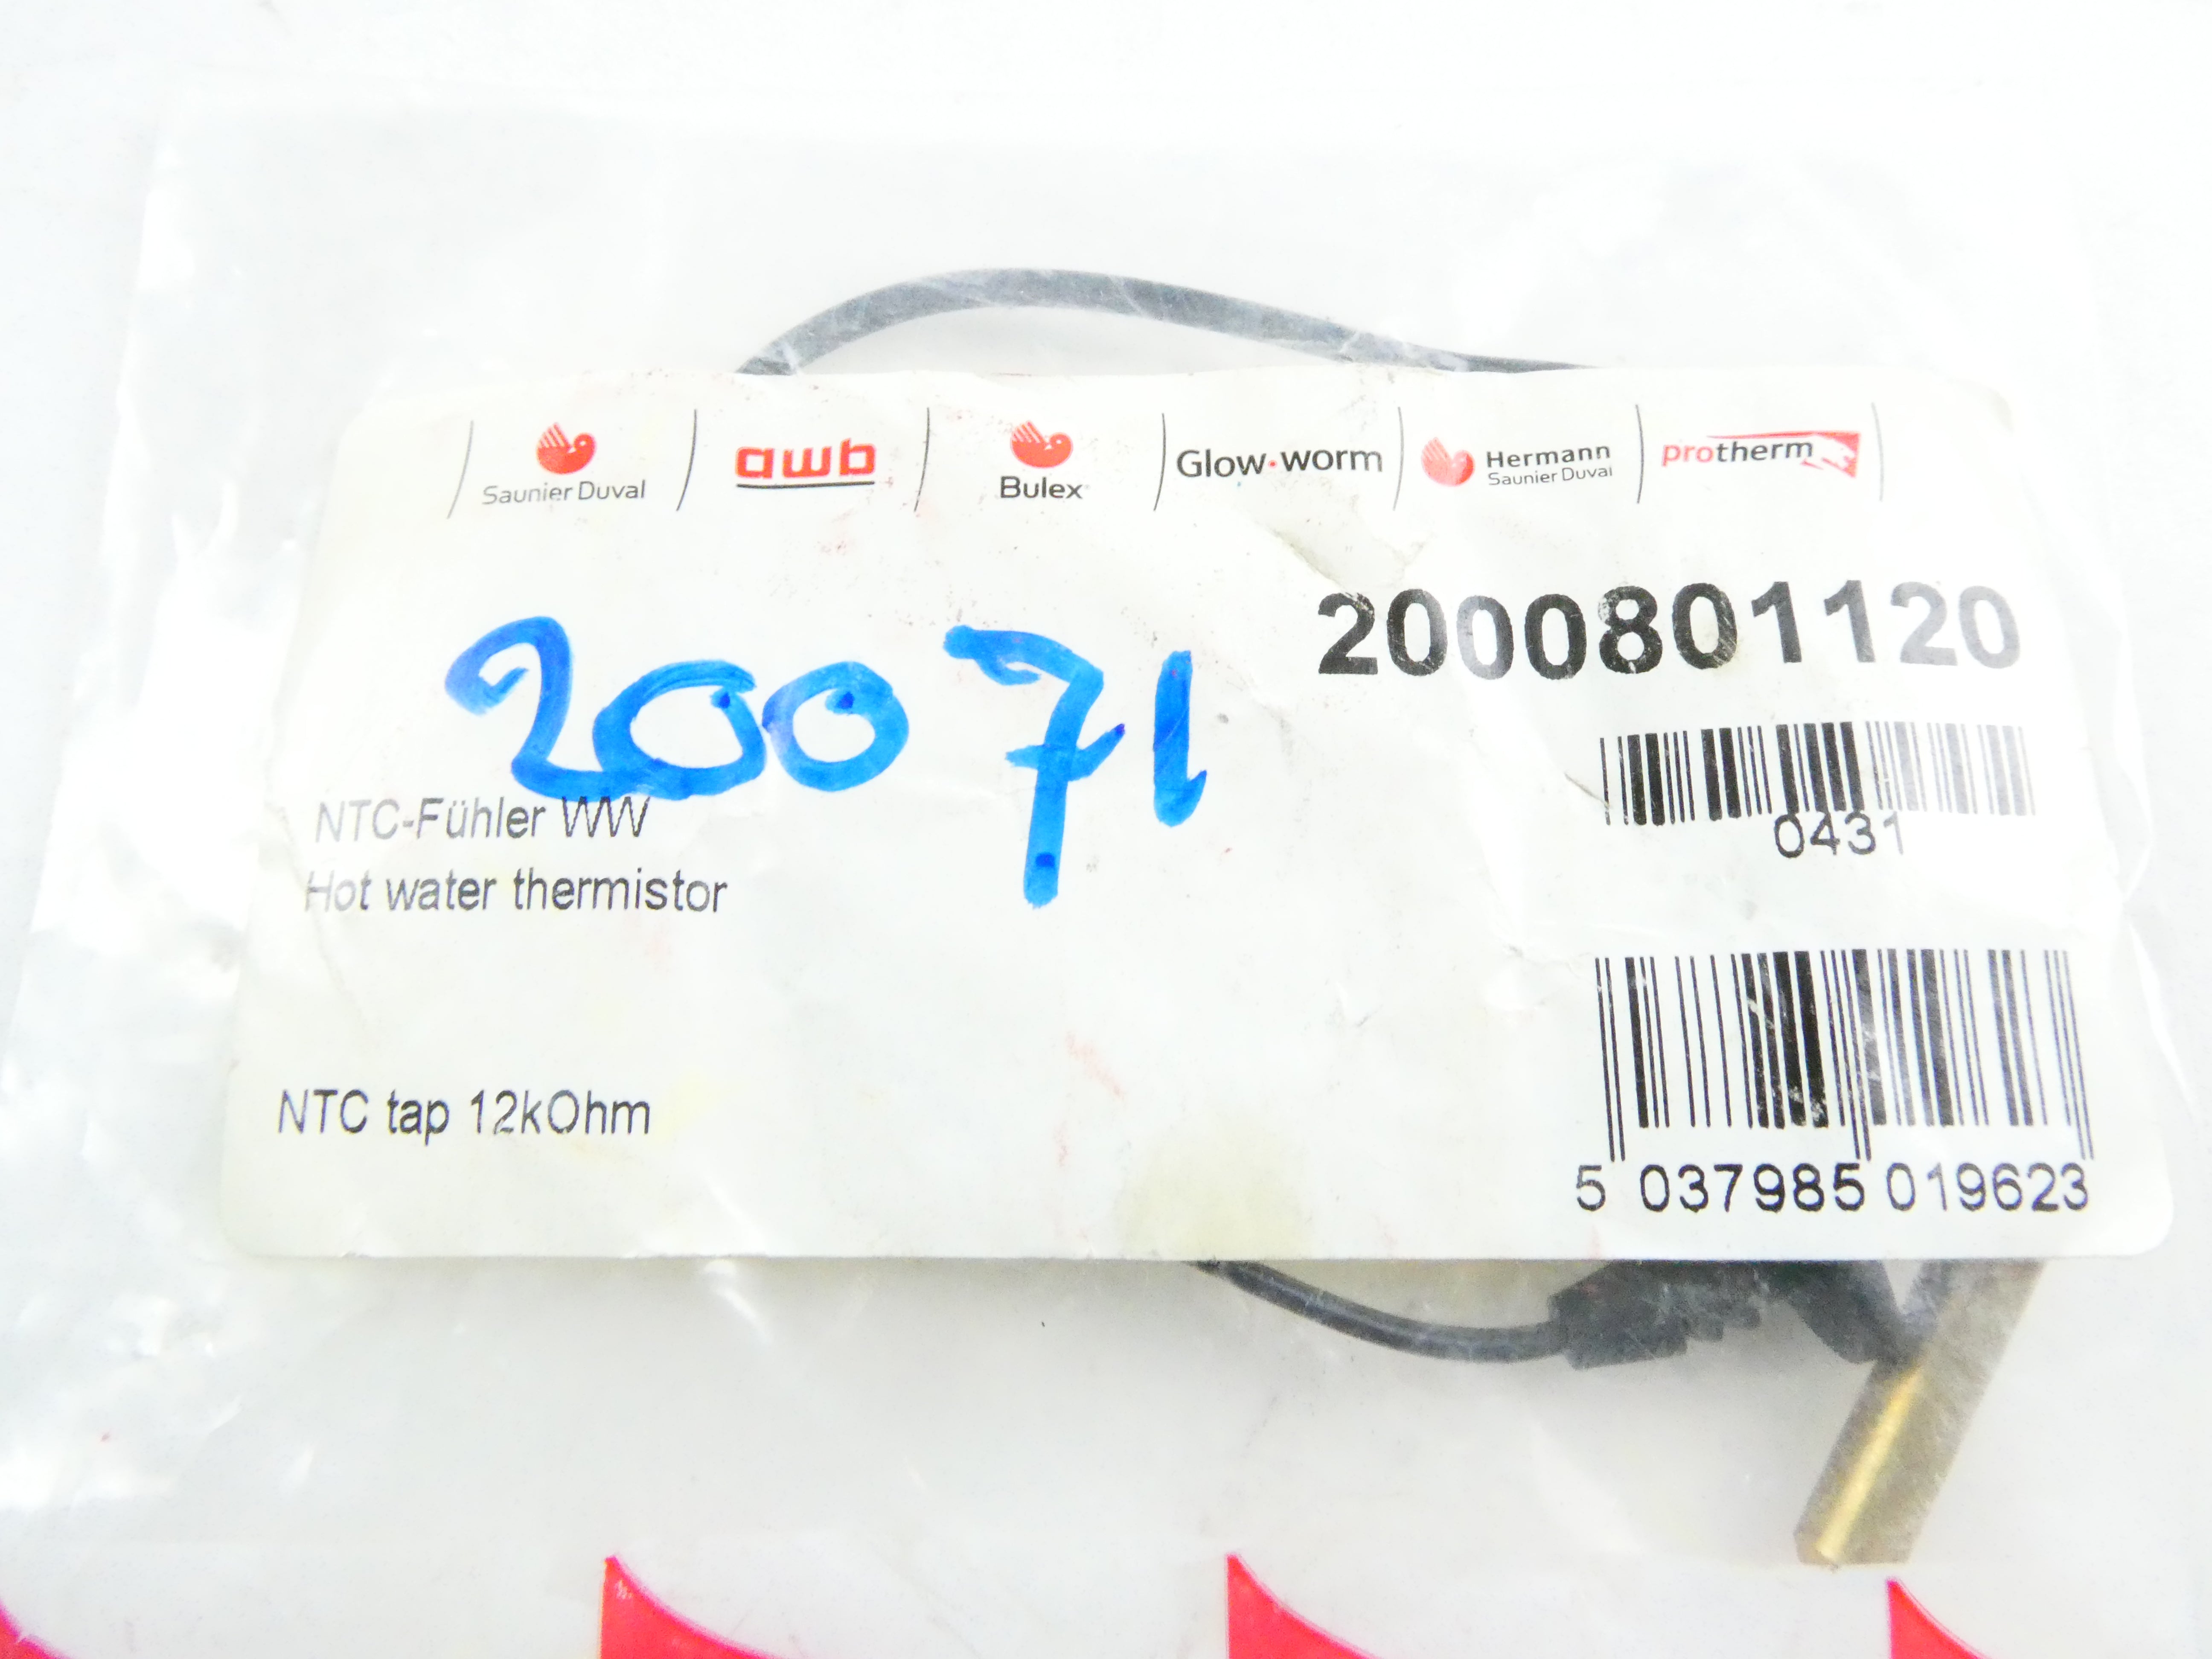 Saunier Duval awb Bulex Glow-worm Hermann Saunier Duval protherm
2000801120
20071
0431
NTC-Fühler WW
Hot water thermistor
NTC tap 12kOhm
5 037985 019623